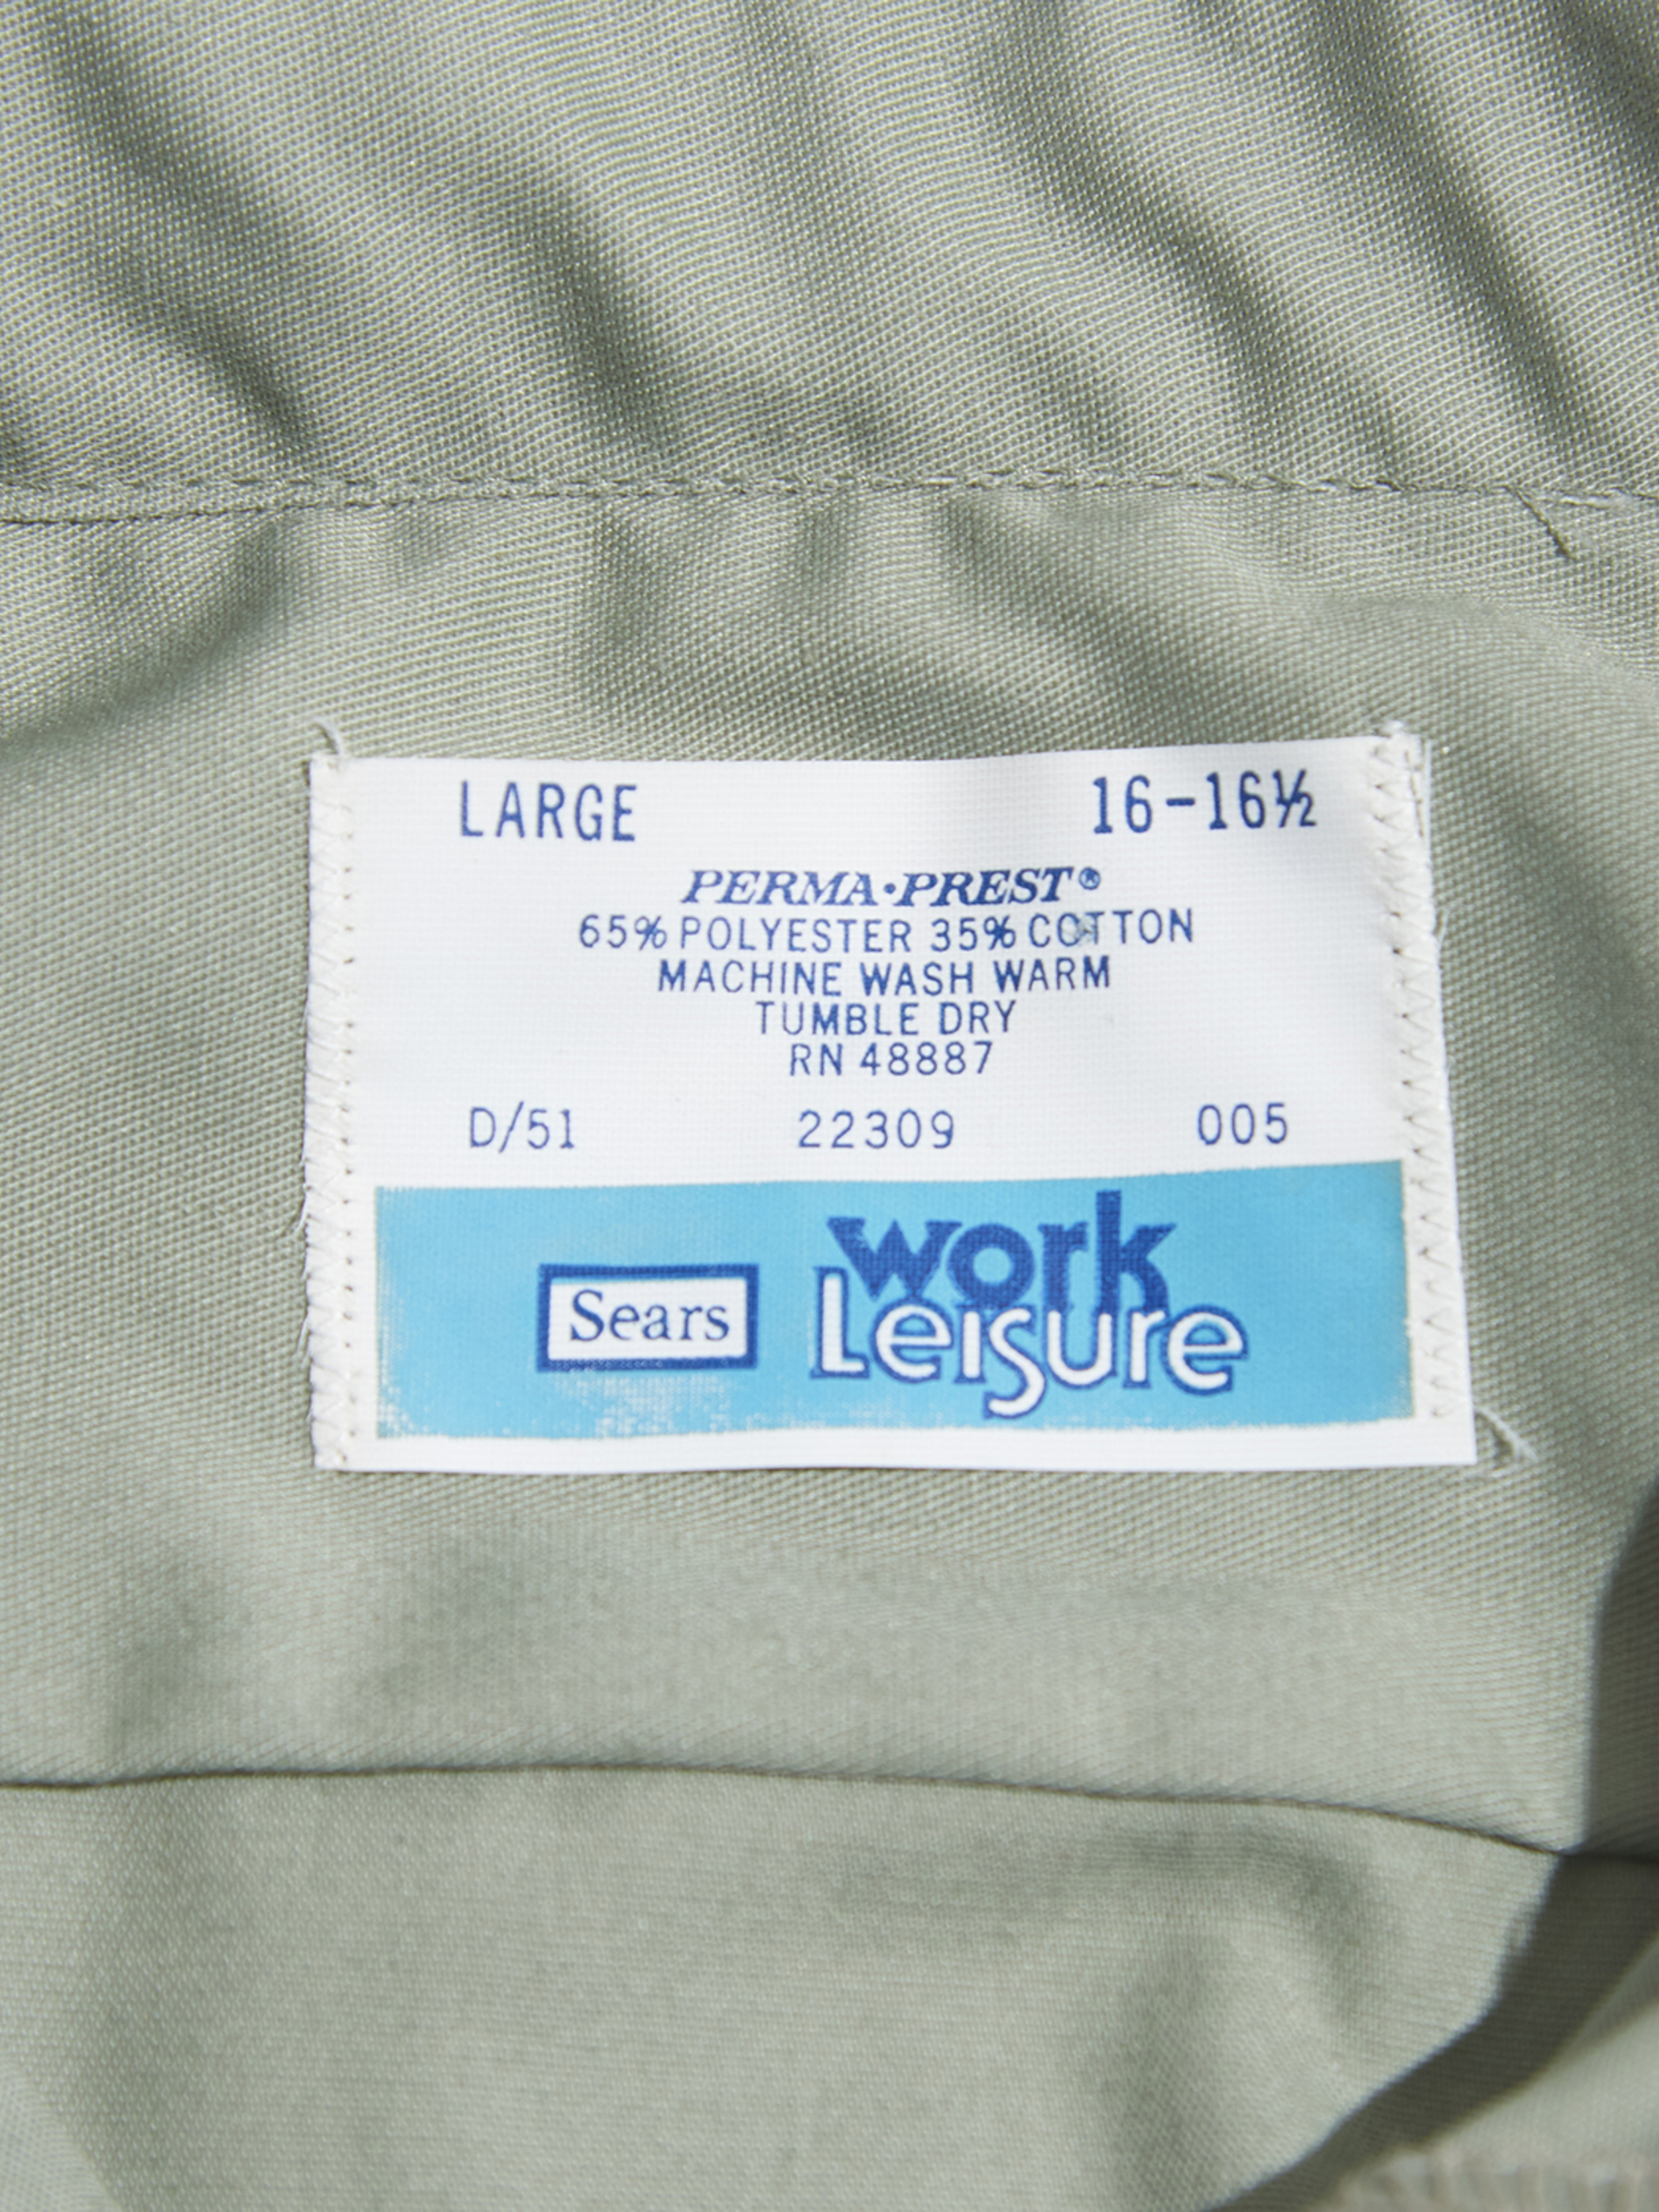 LARGE 16-16½
PERMA·PREST®
65% POLYESTER 35% COTTON
MACHINE WASH WARM
TUMBLE DRY
RN 48887
D/51 22309 005
Sears work Leisure